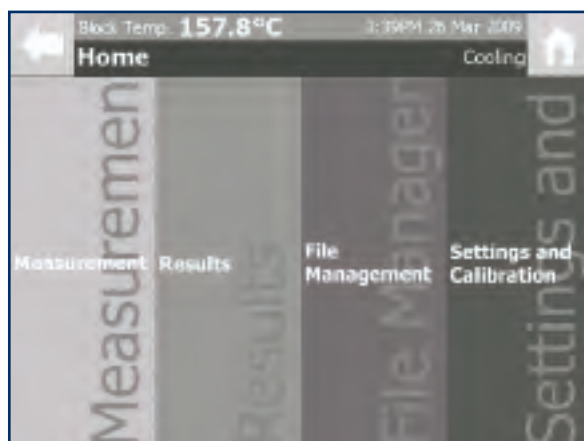 Block Temp. 157.8°C 3:39PM 26 Mar 2009
Home Cooling
Measuremen
Measurement
Results
Results
File Manager
File
Management
Settings and
Settings and
Calibration